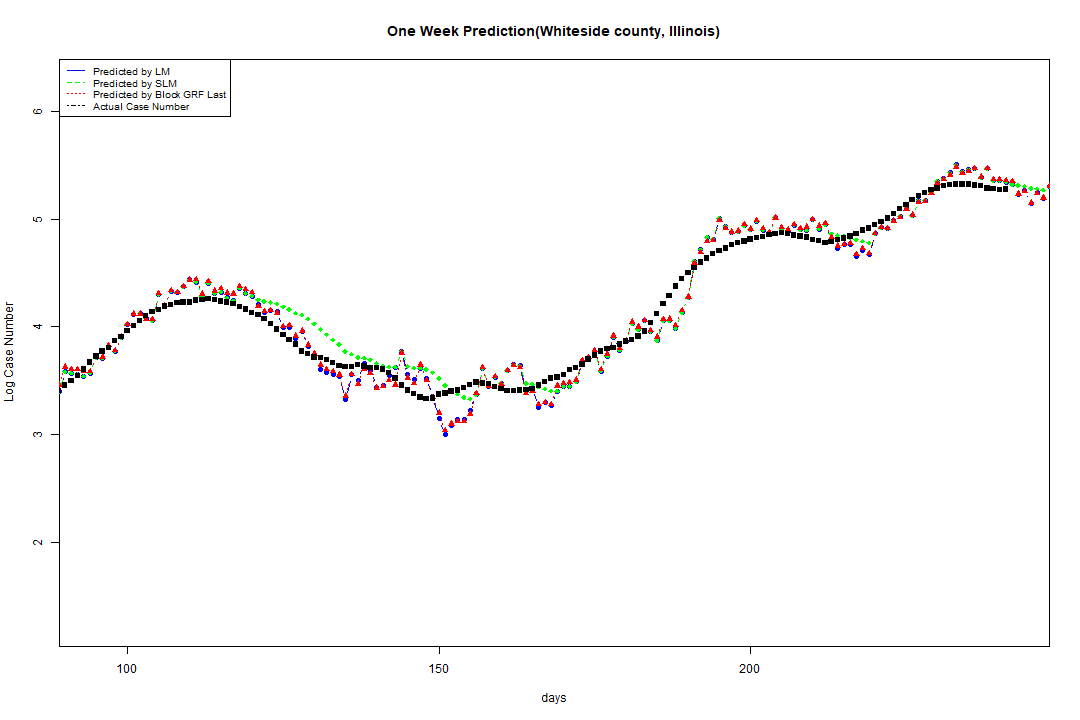 One Week Prediction(Whiteside county, Illinois)
Predicted by LM
Predicted by SLM
Predicted by Block GRF Last
Actual Case Number
6
5
4
3
2
Log Case Number
100 150 200
days